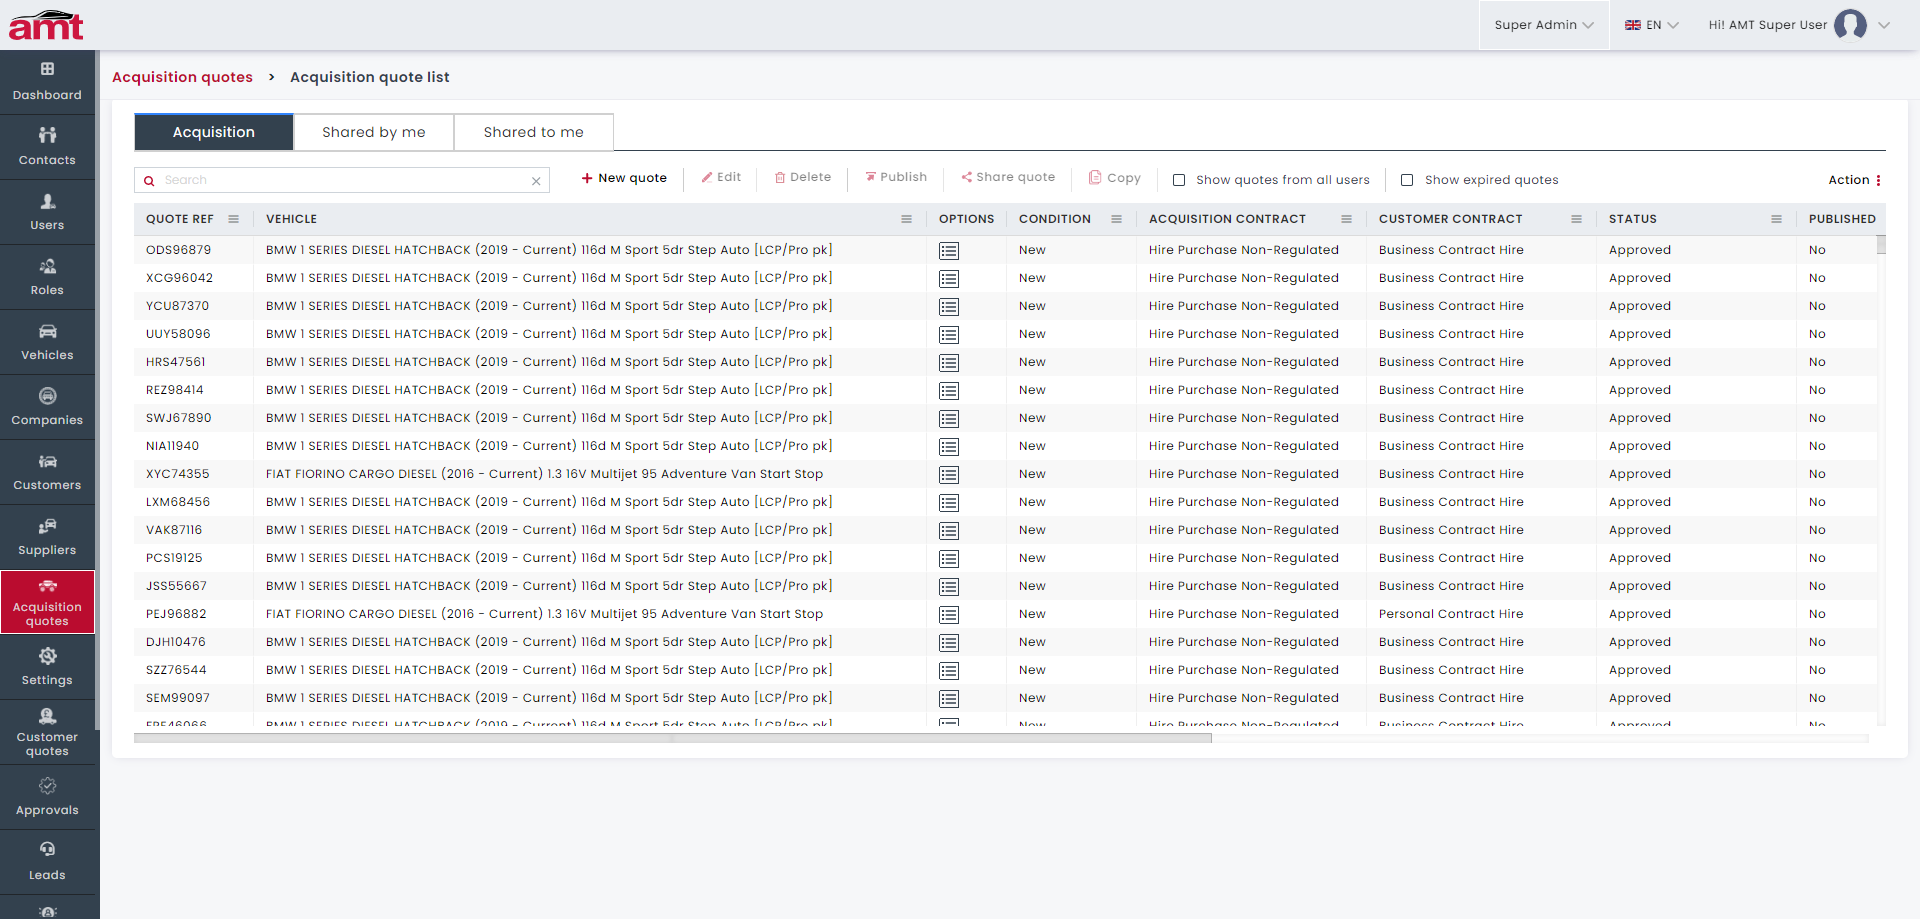 amt
Super Admin
EN
Hi! AMT Super User
Dashboard
Contacts
Users
Roles
Vehicles
Companies
Customers
Suppliers
Acquisition
quotes
Settings
Customer
quotes
Approvals
Leads
Acquisition quotes > Acquisition quote list
Acquisition Shared by me Shared to me
Search New quote Edit Delete Publish Share quote Copy Show quotes from all users Show expired quotes Action
QUOTE REF VEHICLE OPTIONS CONDITION ACQUISITION CONTRACT CUSTOMER CONTRACT STATUS PUBLISHED
ODS96879 BMW 1 SERIES DIESEL HATCHBACK (2019 - Current) 116d M Sport 5dr Step Auto [LCP/Pro pk] New Hire Purchase Non-Regulated Business Contract Hire Approved No
XCG96042 BMW 1 SERIES DIESEL HATCHBACK (2019 - Current) 116d M Sport 5dr Step Auto [LCP/Pro pk] New Hire Purchase Non-Regulated Business Contract Hire Approved No
YCU87370 BMW 1 SERIES DIESEL HATCHBACK (2019 - Current) 116d M Sport 5dr Step Auto [LCP/Pro pk] New Hire Purchase Non-Regulated Business Contract Hire Approved No
UUY58096 BMW 1 SERIES DIESEL HATCHBACK (2019 - Current) 116d M Sport 5dr Step Auto [LCP/Pro pk] New Hire Purchase Non-Regulated Business Contract Hire Approved No
HRS47561 BMW 1 SERIES DIESEL HATCHBACK (2019 - Current) 116d M Sport 5dr Step Auto [LCP/Pro pk] New Hire Purchase Non-Regulated Business Contract Hire Approved No
REZ98414 BMW 1 SERIES DIESEL HATCHBACK (2019 - Current) 116d M Sport 5dr Step Auto [LCP/Pro pk] New Hire Purchase Non-Regulated Business Contract Hire Approved No
SWJ67890 BMW 1 SERIES DIESEL HATCHBACK (2019 - Current) 116d M Sport 5dr Step Auto [LCP/Pro pk] New Hire Purchase Non-Regulated Business Contract Hire Approved No
NIA11940 BMW 1 SERIES DIESEL HATCHBACK (2019 - Current) 116d M Sport 5dr Step Auto [LCP/Pro pk] New Hire Purchase Non-Regulated Business Contract Hire Approved No
XYC74355 FIAT FIORINO CARGO DIESEL (2016 - Current) 1.3 16V Multijet 95 Adventure Van Start Stop New Hire Purchase Non-Regulated Business Contract Hire Approved No
LXM68456 BMW 1 SERIES DIESEL HATCHBACK (2019 - Current) 116d M Sport 5dr Step Auto [LCP/Pro pk] New Hire Purchase Non-Regulated Business Contract Hire Approved No
VAK87116 BMW 1 SERIES DIESEL HATCHBACK (2019 - Current) 116d M Sport 5dr Step Auto [LCP/Pro pk] New Hire Purchase Non-Regulated Business Contract Hire Approved No
PCS19125 BMW 1 SERIES DIESEL HATCHBACK (2019 - Current) 116d M Sport 5dr Step Auto [LCP/Pro pk] New Hire Purchase Non-Regulated Business Contract Hire Approved No
JSS55667 BMW 1 SERIES DIESEL HATCHBACK (2019 - Current) 116d M Sport 5dr Step Auto [LCP/Pro pk] New Hire Purchase Non-Regulated Business Contract Hire Approved No
PEJ96882 FIAT FIORINO CARGO DIESEL (2016 - Current) 1.3 16V Multijet 95 Adventure Van Start Stop New Hire Purchase Non-Regulated Personal Contract Hire Approved No
DJH10476 BMW 1 SERIES DIESEL HATCHBACK (2019 - Current) 116d M Sport 5dr Step Auto [LCP/Pro pk] New Hire Purchase Non-Regulated Business Contract Hire Approved No
SZZ76544 BMW 1 SERIES DIESEL HATCHBACK (2019 - Current) 116d M Sport 5dr Step Auto [LCP/Pro pk] New Hire Purchase Non-Regulated Business Contract Hire Approved No
SEM99097 BMW 1 SERIES DIESEL HATCHBACK (2019 - Current) 116d M Sport 5dr Step Auto [LCP/Pro pk] New Hire Purchase Non-Regulated Business Contract Hire Approved No
BMW 1 SERIES DIESEL HATCHBACK (2019 - Current) 116d M Sport 5dr Step Auto [LCP/Pro pk] New Hire Purchase Non-Regulated Business Contract Hire Approved No